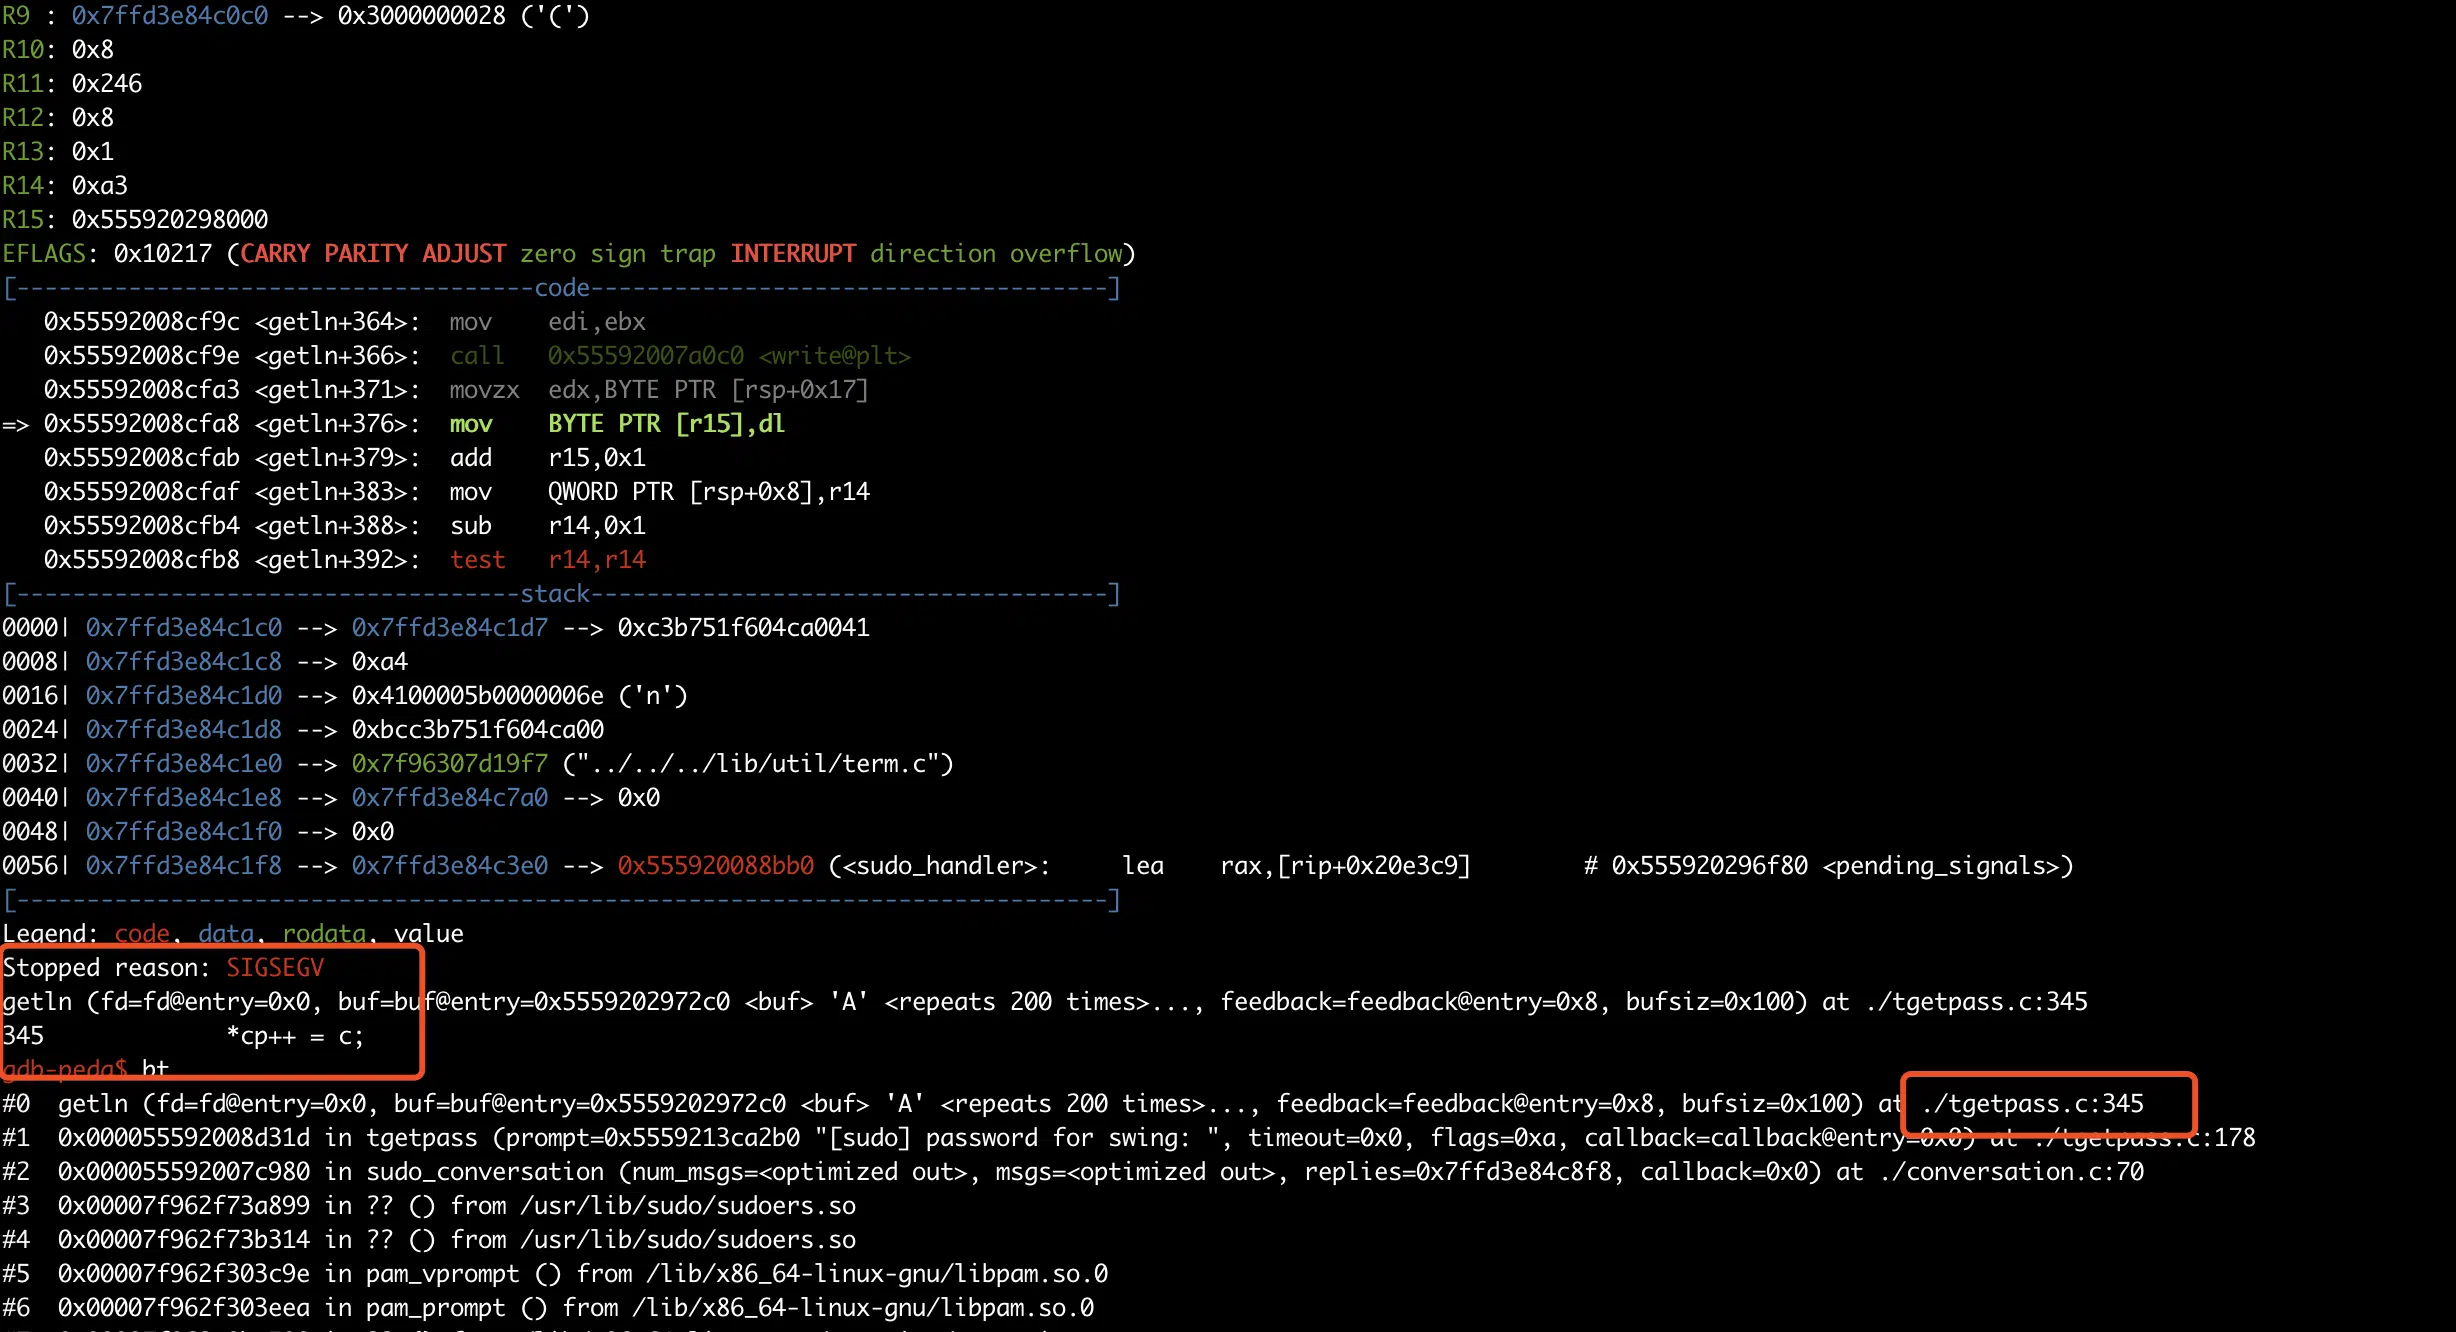 R9 : 0x7ffd3e84c0c0 --> 0x3000000028 ('(')
R10: 0x8
R11: 0x246
R12: 0x8
R13: 0x1
R14: 0xa3
R15: 0x555920298000
EFLAGS: 0x10217 (CARRY PARITY ADJUST zero sign trap INTERRUPT direction overflow)
[-------------------------------------code-------------------------------------]
   0x55592008cf9c <getln+364>:  mov    edi,ebx
   0x55592008cf9e <getln+366>:  call   0x55592007a0c0 <write@plt>
   0x55592008cfa3 <getln+371>:  movzx  edx,BYTE PTR [rsp+0x17]
=> 0x55592008cfa8 <getln+376>:  mov    BYTE PTR [r15],dl
   0x55592008cfab <getln+379>:  add    r15,0x1
   0x55592008cfaf <getln+383>:  mov    QWORD PTR [rsp+0x8],r14
   0x55592008cfb4 <getln+388>:  sub    r14,0x1
   0x55592008cfb8 <getln+392>:  test   r14,r14
[------------------------------------stack-------------------------------------]
0000| 0x7ffd3e84c1c0 --> 0x7ffd3e84c1d7 --> 0xc3b751f604ca0041
0008| 0x7ffd3e84c1c8 --> 0xa4
0016| 0x7ffd3e84c1d0 --> 0x4100005b0000006e ('n')
0024| 0x7ffd3e84c1d8 --> 0xbcc3b751f604ca00
0032| 0x7ffd3e84c1e0 --> 0x7f96307d19f7 ("../../../lib/util/term.c")
0040| 0x7ffd3e84c1e8 --> 0x7ffd3e84c7a0 --> 0x0
0048| 0x7ffd3e84c1f0 --> 0x0
0056| 0x7ffd3e84c1f8 --> 0x7ffd3e84c3e0 --> 0x555920088bb0 (<sudo_handler>:     lea    rax,[rip+0x20e3c9]        # 0x555920296f80 <pending_signals>)
[------------------------------------------------------------------------------]
Legend: code, data, rodata, value
Stopped reason: SIGSEGV
getln (fd=fd@entry=0x0, buf=buf@entry=0x5559202972c0 <buf> 'A' <repeats 200 times>..., feedback=feedback@entry=0x8, bufsiz=0x100) at ./tgetpass.c:345
345             *cp++ = c;
gdb-peda$ bt
#0  getln (fd=fd@entry=0x0, buf=buf@entry=0x5559202972c0 <buf> 'A' <repeats 200 times>..., feedback=feedback@entry=0x8, bufsiz=0x100) at ./tgetpass.c:345
#1  0x000055592008d31d in tgetpass (prompt=0x5559213ca2b0 "[sudo] password for swing: ", timeout=0x0, flags=0xa, callback=callback@entry=0x0) at ./tgetpass.c:178
#2  0x000055592007c980 in sudo_conversation (num_msgs=<optimized out>, msgs=<optimized out>, replies=0x7ffd3e84c8f8, callback=0x0) at ./conversation.c:70
#3  0x00007f962f73a899 in ?? () from /usr/lib/sudo/sudoers.so
#4  0x00007f962f73b314 in ?? () from /usr/lib/sudo/sudoers.so
#5  0x00007f962f303c9e in pam_vprompt () from /lib/x86_64-linux-gnu/libpam.so.0
#6  0x00007f962f303eea in pam_prompt () from /lib/x86_64-linux-gnu/libpam.so.0